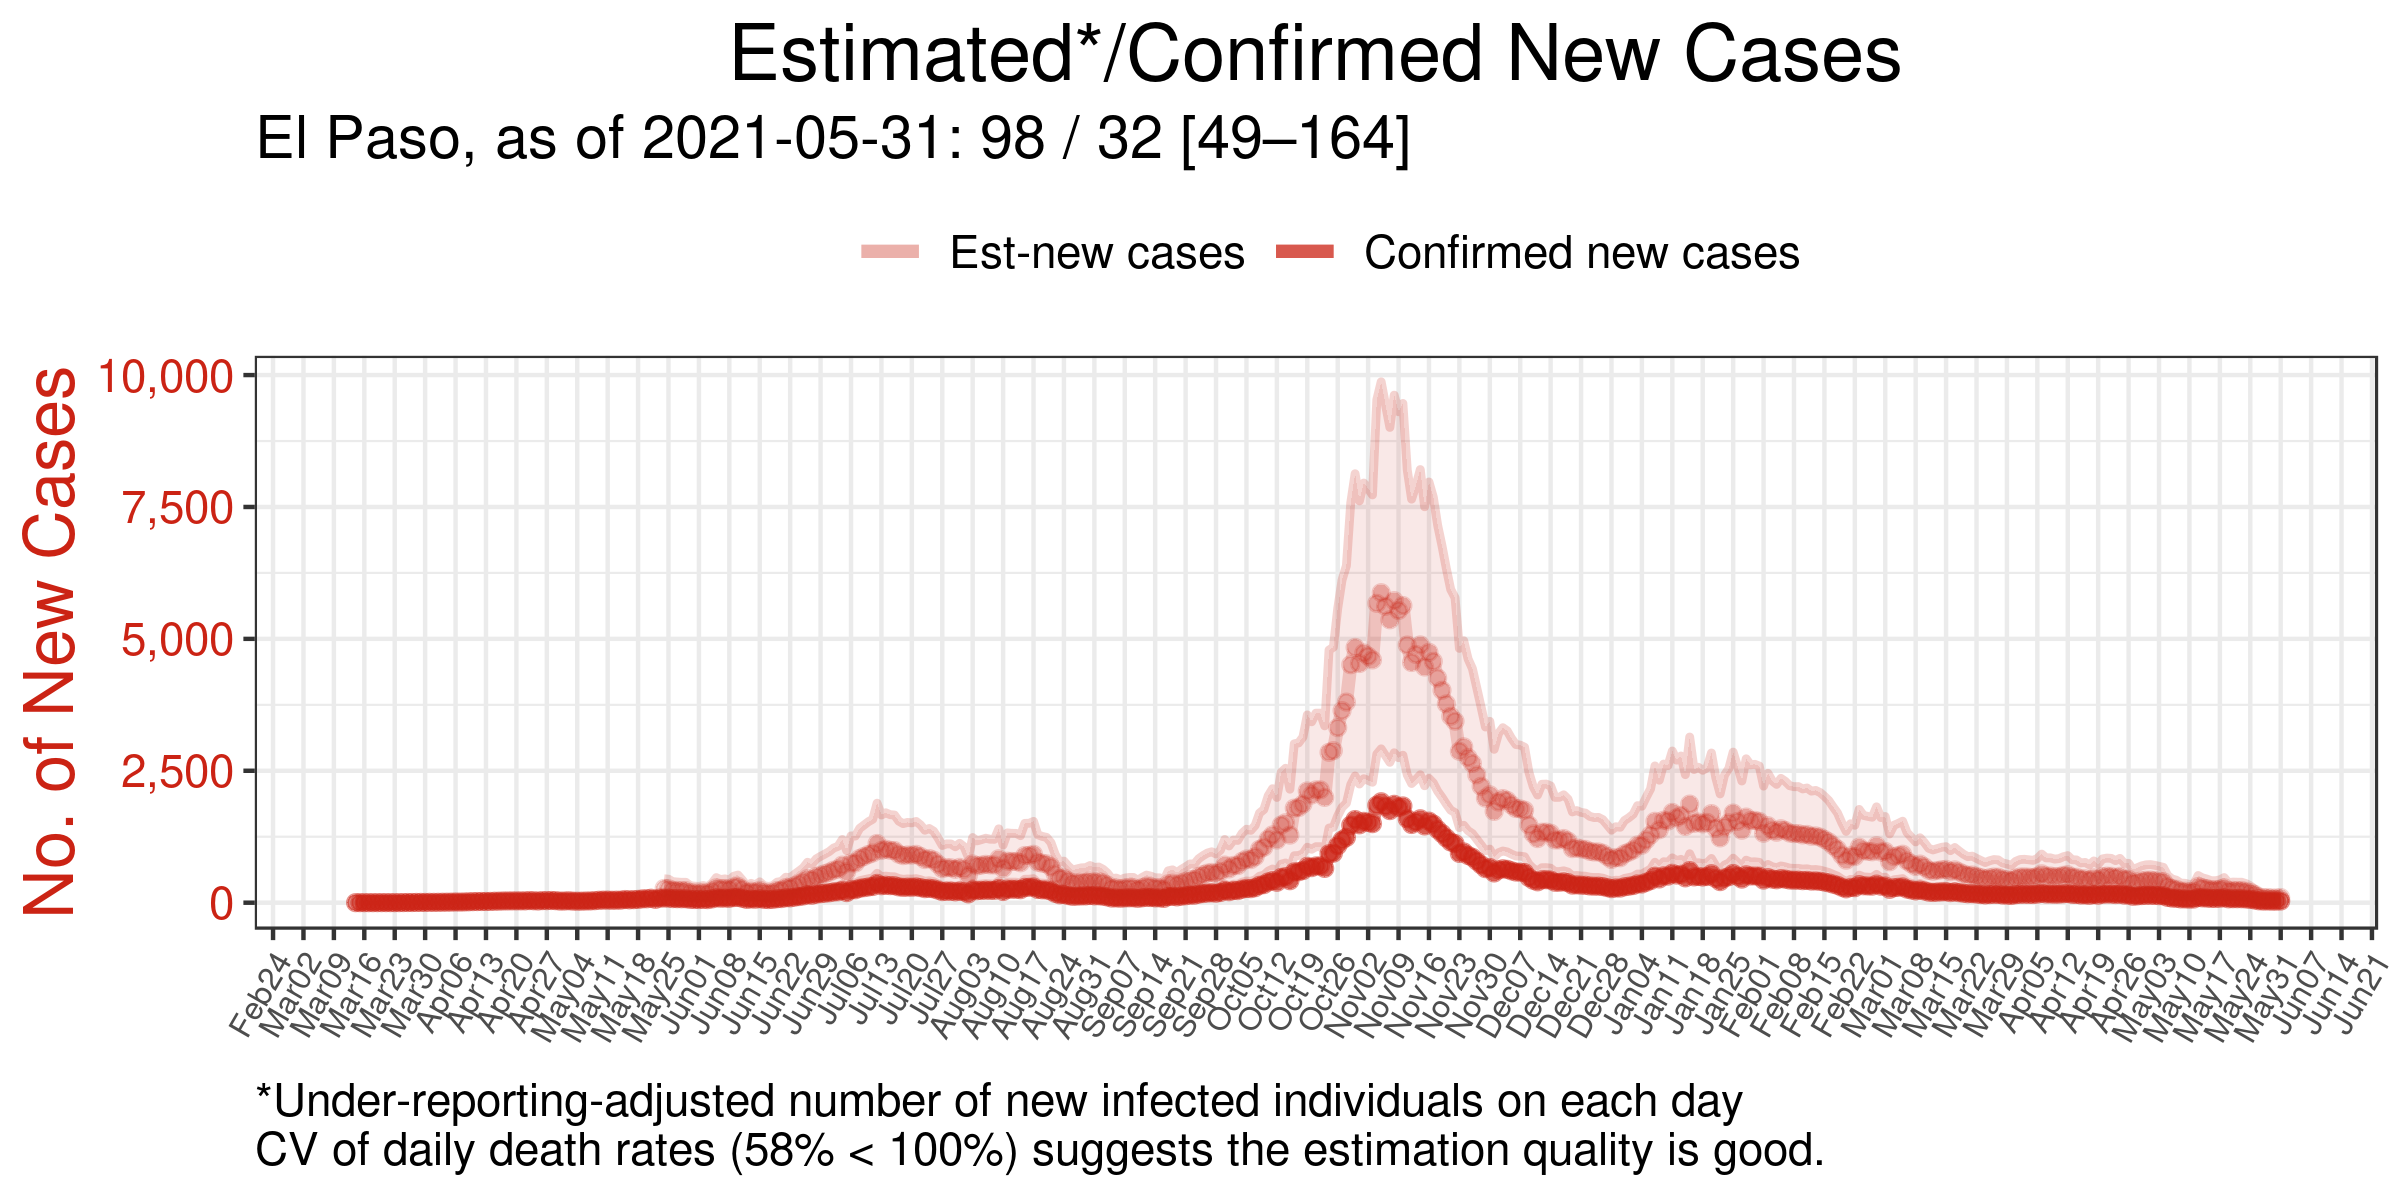 Estimated*/Confirmed New Cases
El Paso, as of 2021-05-31: 98 / 32 [49–164]
Est-new cases Confirmed new cases
No. of New Cases
10,000
7,500
5,000
2,500
0
Feb24 Mar02 Mar09 Mar16 Mar23 Mar30 Apr06 Apr13 Apr20 Apr27 May04 May11 May18 May25 Jun01 Jun08 Jun15 Jun22 Jun29 Jul06 Jul13 Jul20 Jul27 Aug03 Aug10 Aug17 Aug24 Aug31 Sep07 Sep14 Sep21 Sep28 Oct05 Oct12 Oct19 Oct26 Nov02 Nov09 Nov16 Nov23 Nov30 Dec07 Dec14 Dec21 Dec28 Jan04 Jan11 Jan18 Jan25 Feb01 Feb08 Feb15 Feb22 Mar01 Mar08 Mar15 Mar22 Mar29 Apr05 Apr12 Apr19 Apr26 May03 May10 May17 May24 May31 Jun07 Jun14 Jun21
*Under-reporting-adjusted number of new infected individuals on each day
CV of daily death rates (58% < 100%) suggests the estimation quality is good.